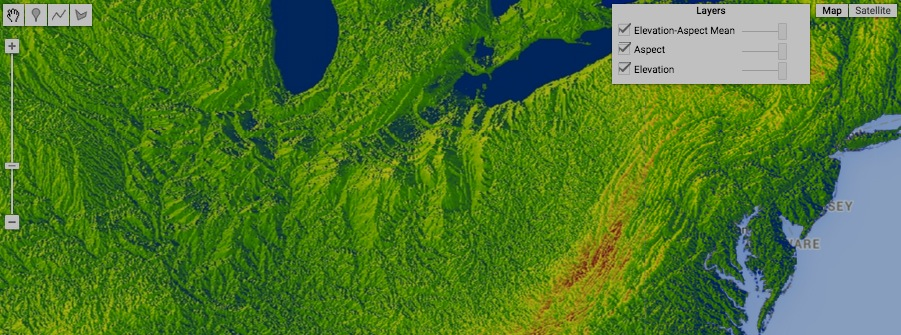 Layers
Map Satellite
Elevation-Aspect Mean
Aspect
Elevation
SEY
ARE